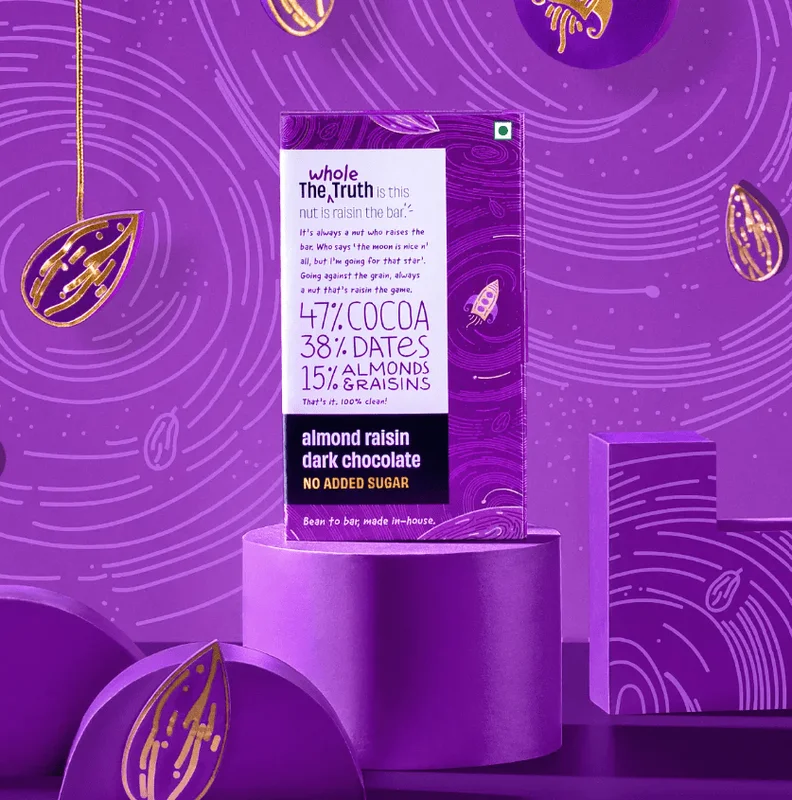 whole
The Truth is this
nut is raisin the bar.
It's always a nut who raises the
bar. Who says 'the moon is nice n'
all, but I'm going for that star'.
Going against the grain, always
a nut that's raisin the game.
47% COCOA
38% DATES
15% ALMONDS
& RAISINS
That's it. 100% clean!
almond raisin
dark chocolate
NO ADDED SUGAR
Bean to bar, made in-house.